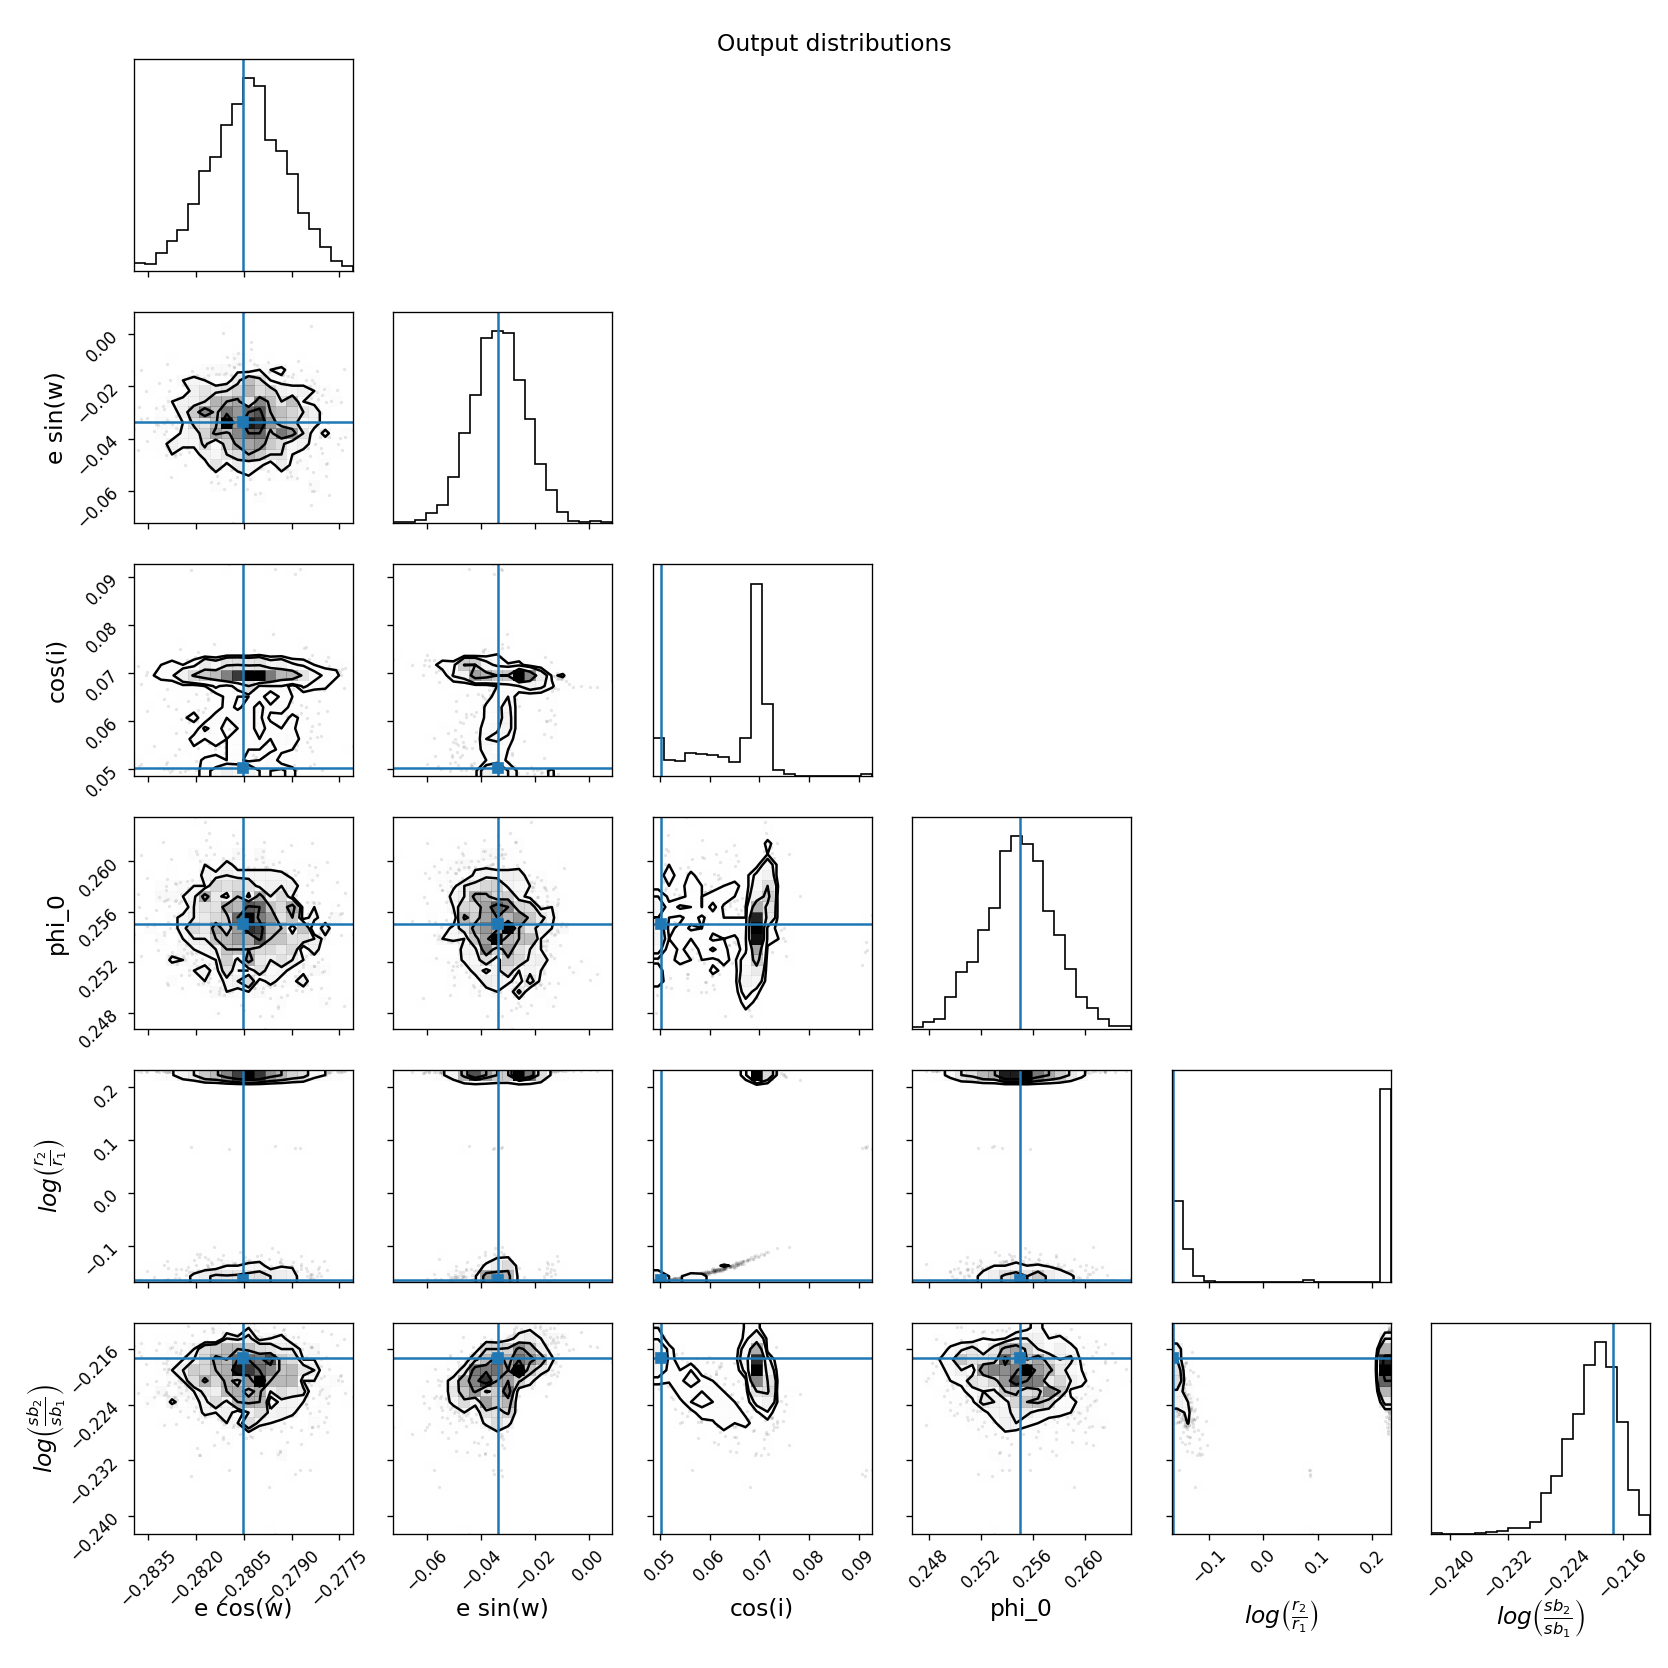 Output distributions
0.00
−0.02
−0.04
−0.06
e sin(w)
0.09
0.08
0.07
0.06
0.05
cos(i)
0.260
0.256
0.252
0.248
phi_0
0.2
0.1
0.0
−0.1
log(r₂/r₁)
−0.216
−0.224
−0.232
−0.240
log(sb₂/sb₁)
−0.2835 −0.2820 −0.2805 −0.2790 −0.2775
−0.06 −0.04 −0.02 0.00
0.05 0.06 0.07 0.08 0.09
0.248 0.252 0.256 0.260
−0.1 0.0 0.1 0.2
−0.240 −0.232 −0.224 −0.216
e cos(w) e sin(w) cos(i) phi_0 log(r₂/r₁) log(sb₂/sb₁)